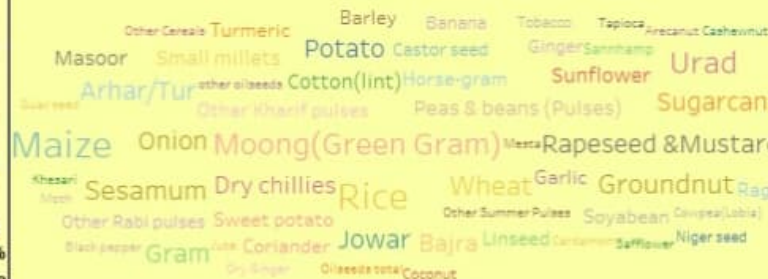 Barley Banana Tobacco Tapioca Arecanut Cashewnut
Other Cereals Turmeric
Masoor Small millets Potato Castor seed Ginger Sannhamp Urad
Arhar/Tur other oilseeds Cotton(lint) Horse-gram Sunflower
Guar seed Other Kharif pulses Peas & beans (Pulses) Sugarcan
Maize Onion Moong(Green Gram) Mesta Rapeseed &Mustar
Khesari Sesamum Dry chillies Rice Wheat Garlic Groundnut Rag
Moth
Other Rabi pulses Sweet potato Other Summer Pulses Soyabean Cowpea(Lobia)
Black pepper Gram Jute Coriander Jowar Bajra Linseed Cardamom Safflower Niger seed
Dry Ginger Oilseeds total Coconut
%